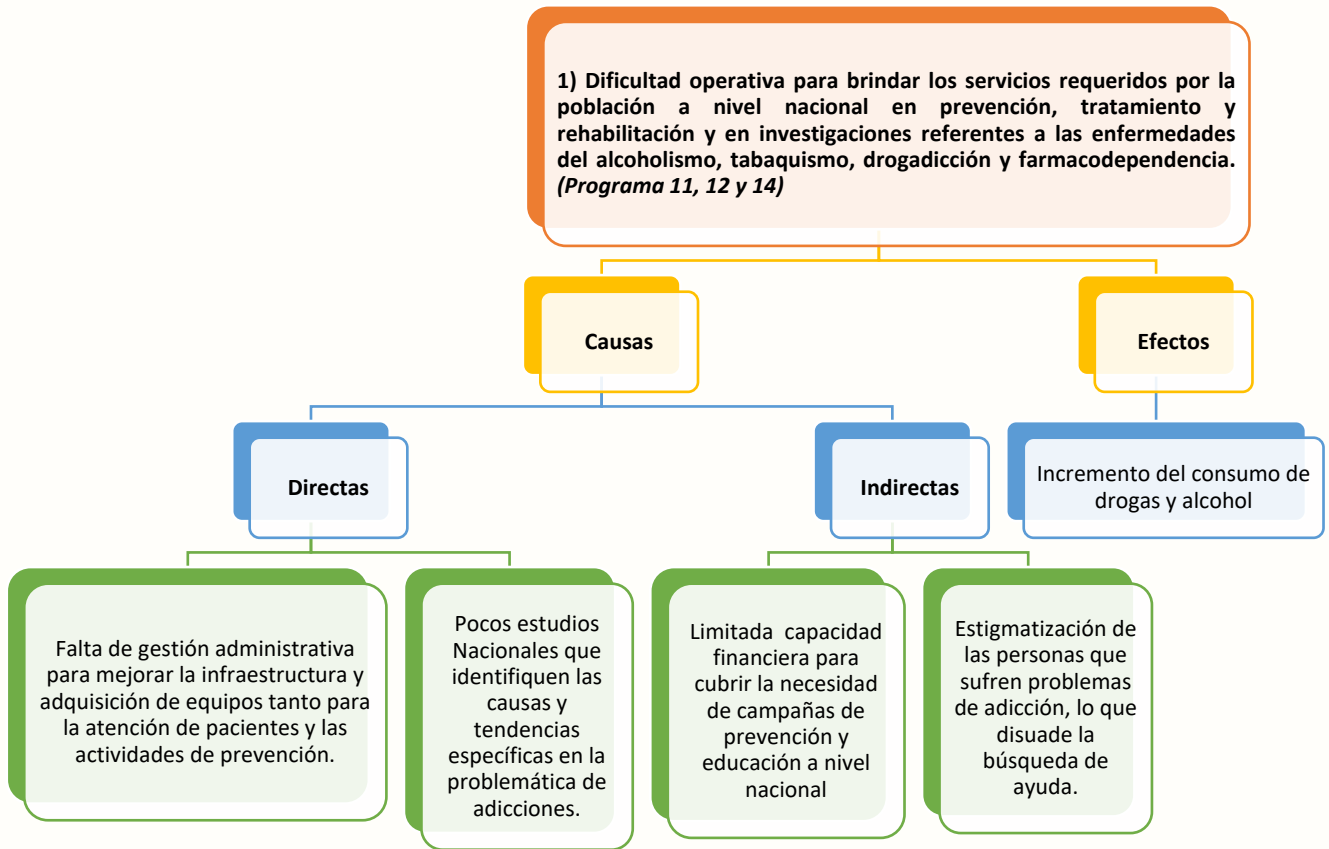 1) Dificultad operativa para brindar los servicios requeridos por la
población a nivel nacional en prevención, tratamiento y
rehabilitación y en investigaciones referentes a las enfermedades
del alcoholismo, tabaquismo, drogadicción y farmacodependencia.
(Programa 11, 12 y 14)
Causas
Efectos
Directas
Indirectas
Incremento del consumo de
drogas y alcohol
Falta de gestión administrativa
para mejorar la infraestructura y
adquisición de equipos tanto para
la atención de pacientes y las
actividades de prevención.
Pocos estudios
Nacionales que
identifiquen las
causas y
tendencias
específicas en la
problemática de
adicciones.
Limitada capacidad
financiera para
cubrir la necesidad
de campañas de
prevención y
educación a nivel
nacional
Estigmatización de
las personas que
sufren problemas
de adicción, lo que
disuade la
búsqueda de
ayuda.